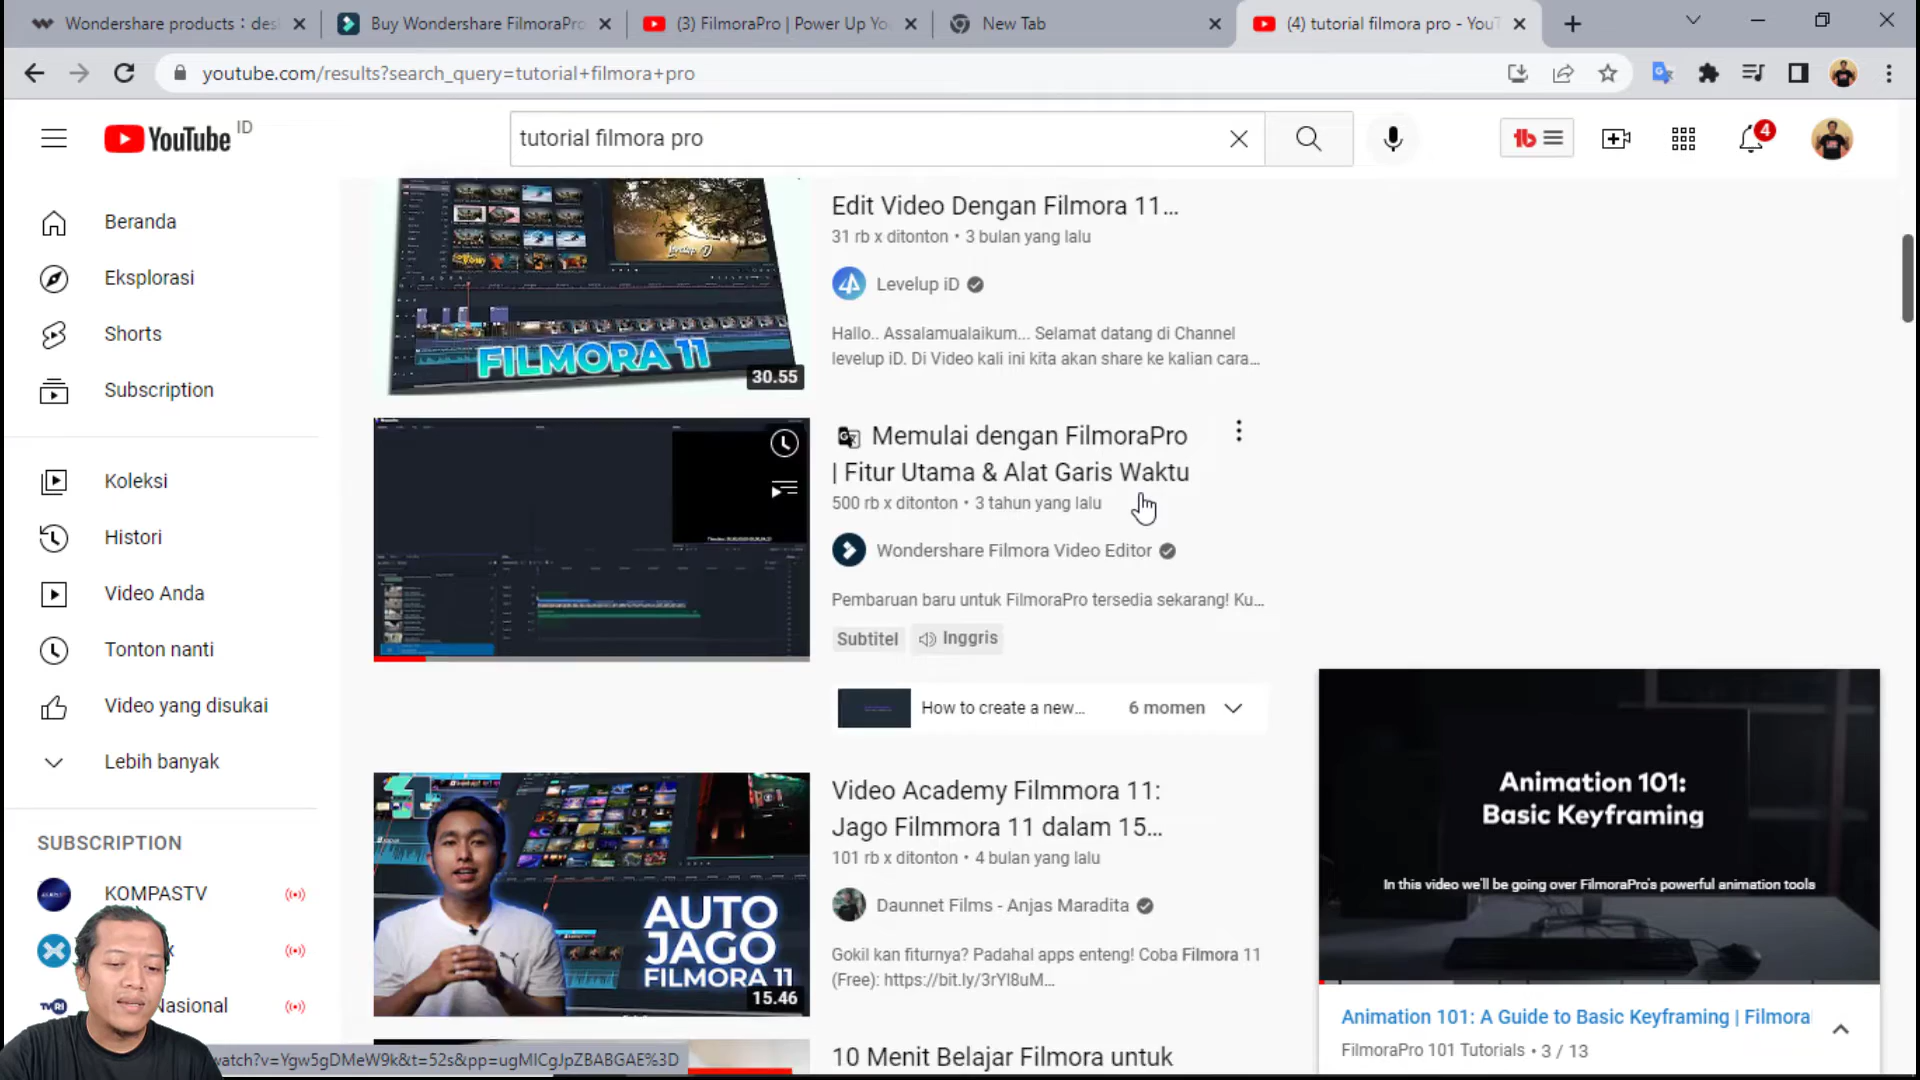 Wondershare products : des
Buy Wondershare FilmoraPro
(3) FilmoraPro | Power Up Yo
New Tab
(4) tutorial filmora pro - YouT
youtube.com/results?search_query=tutorial+filmora+pro
YouTube ID
tutorial filmora pro
4
Beranda
Eksplorasi
Shorts
Subscription
Koleksi
Histori
Video Anda
Tonton nanti
Video yang disukai
Lebih banyak
SUBSCRIPTION
KOMPASTV
Nasional
FILMORA 11
30.55
Edit Video Dengan Filmora 11...
31 rb x ditonton • 3 bulan yang lalu
Levelup iD
Hallo.. Assalamualaikum... Selamat datang di Channel
levelup iD. Di Video kali ini kita akan share ke kalian cara...
Memulai dengan FilmoraPro
| Fitur Utama & Alat Garis Waktu
500 rb x ditonton • 3 tahun yang lalu
Wondershare Filmora Video Editor
Pembaruan baru untuk FilmoraPro tersedia sekarang! Ku...
Subtitel
Inggris
How to create a new...
6 momen
AUTO
JAGO
FILMORA 11
15.46
Video Academy Filmmora 11:
Jago Filmmora 11 dalam 15...
101 rb x ditonton • 4 bulan yang lalu
Daunnet Films - Anjas Maradita
Gokil kan fiturnya? Padahal apps enteng! Coba Filmora 11
(Free): https://bit.ly/3rYl8uM...
10 Menit Belajar Filmora untuk
Animation 101:
Basic Keyframing
In this video we'll be going over FilmoraPro's powerful animation tools
Animation 101: A Guide to Basic Keyframing | Filmora
FilmoraPro 101 Tutorials • 3 / 13
watch?v=Ygw5gDMeW9k&t=52s&pp=ugMICgJpZBABGAE%3D